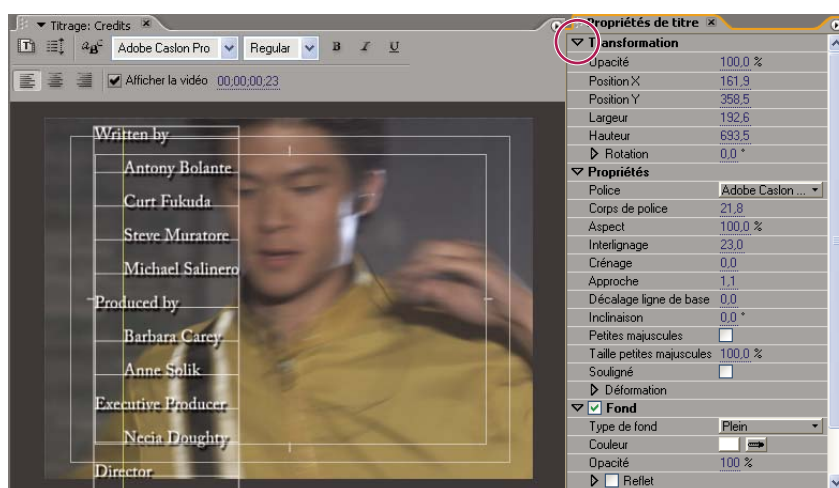 Titrage: Credits
Adobe Caslon Pro Regular B I U
Afficher la vidéo 00;00;00;23
Written by
Antony Bolante
Curt Fukuda
Steve Muratore
Michael Salinero
Produced by
Barbara Carey
Anne Solik
Executive Producer
Necia Doughty
Director
Propriétés de titre
Transformation
Opacité 100,0 %
Position X 161,9
Position Y 358,5
Largeur 192,6
Hauteur 693,5
Rotation 0,0 °
Propriétés
Police Adobe Caslon ...
Corps de police 21,8
Aspect 100,0 %
Interlignage 23,0
Crénage 0,0
Approche 1,1
Décalage ligne de base 0,0
Inclinaison 0,0 °
Petites majuscules
Taille petites majuscules 100,0 %
Souligné
Déformation
Fond
Type de fond Plein
Couleur
Opacité 100 %
Reflet